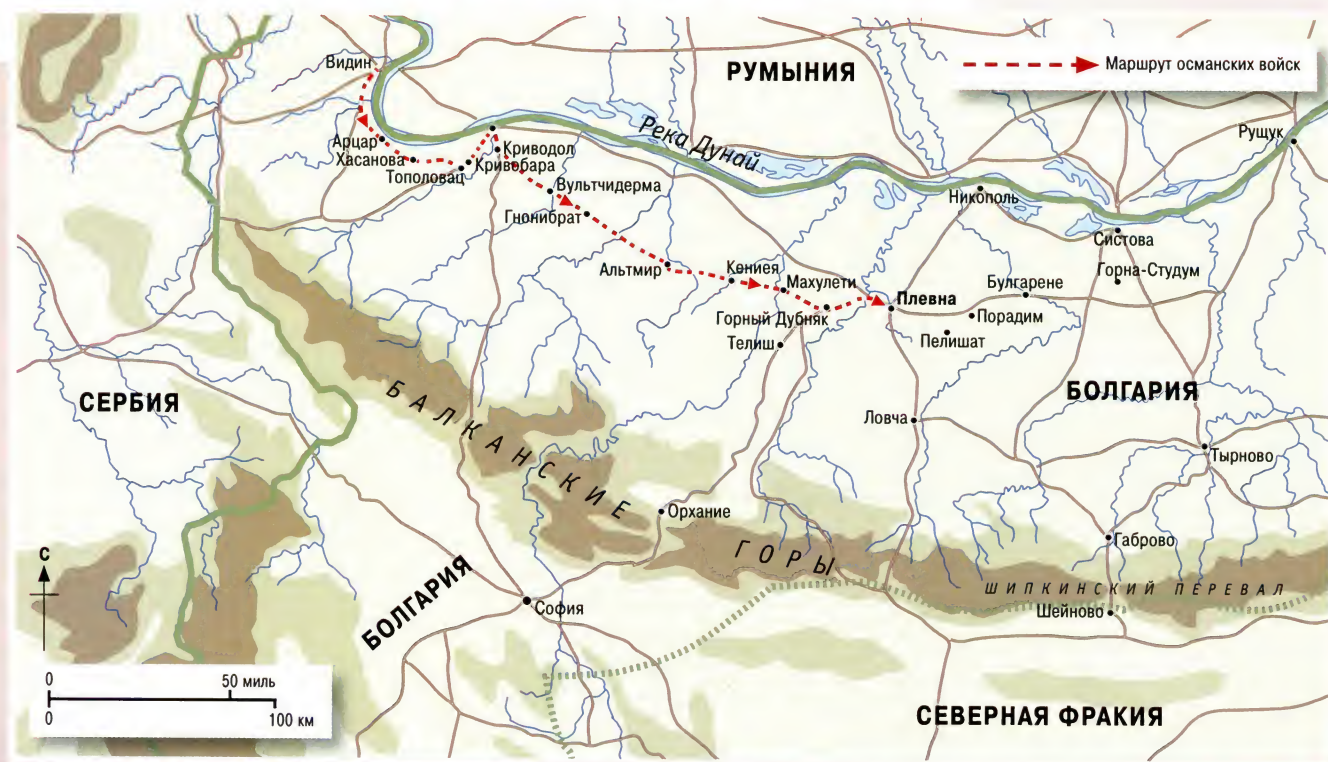 РУМЫНИЯ
Маршрут османских войск
Видин
Река Дунай
Рущук
Арцар
Хасанова
Тополовац
Криводол
Кривобара
Вультчидерма
Гнонибрат
Никополь
Систова
Альтмир
Кениея
Махулети
Плевна
Булгарене
Горна-Студум
Горный Дубняк
Порадим
Телиш
Пелишат
СЕРБИЯ
БОЛГАРИЯ
БАЛКАНСКИЕ
ГОРЫ
Ловча
Тырново
Орхание
Габрово
С
ШИПКИНСКИЙ ПЕРЕВАЛ
БОЛГАРИЯ
София
Шейново
0
50 миль
0
100 км
СЕВЕРНАЯ ФРАКИЯ